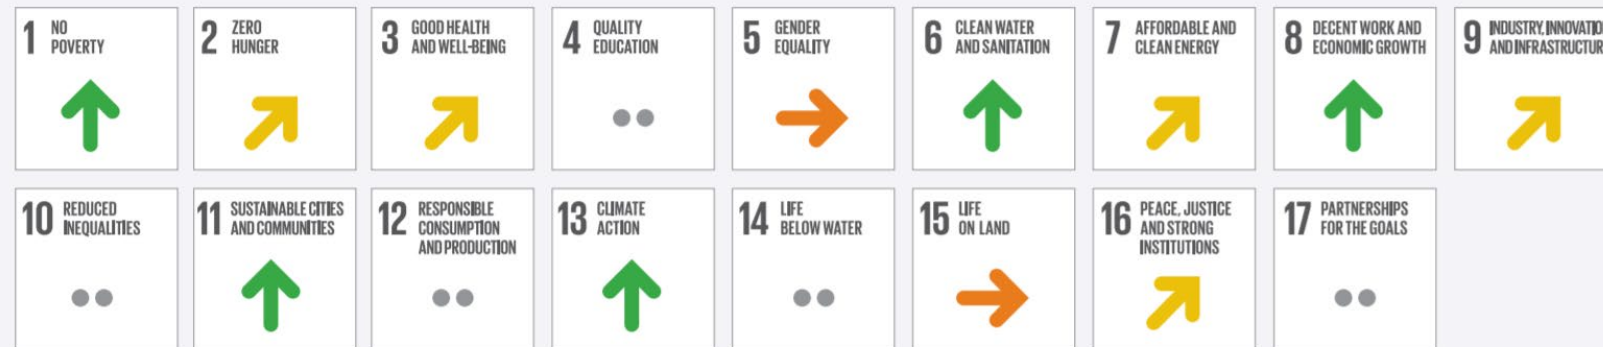 1 NO
POVERTY
2 ZERO
HUNGER
3 GOOD HEALTH
AND WELL-BEING
4 QUALITY
EDUCATION
5 GENDER
EQUALITY
6 CLEAN WATER
AND SANITATION
7 AFFORDABLE AND
CLEAN ENERGY
8 DECENT WORK AND
ECONOMIC GROWTH
9 INDUSTRY, INNOVATIO
AND INFRASTRUCTUR
10 REDUCED
INEQUALITIES
11 SUSTAINABLE CITIES
AND COMMUNITIES
12 RESPONSIBLE
CONSUMPTION
AND PRODUCTION
13 CLIMATE
ACTION
14 LIFE
BELOW WATER
15 LIFE
ON LAND
16 PEACE, JUSTICE
AND STRONG
INSTITUTIONS
17 PARTNERSHIPS
FOR THE GOALS